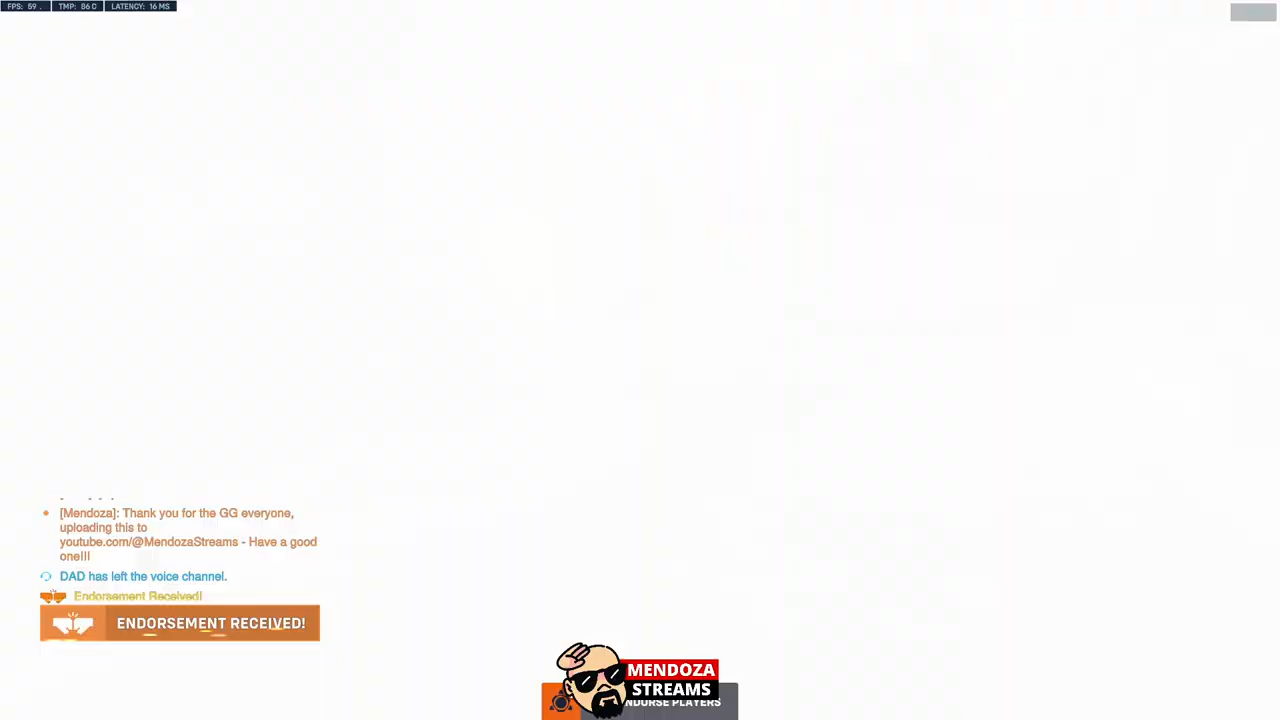 FPS: 59 . TMP: 86 C LATENCY: 16 MS
[Mendoza]: Thank you for the GG everyone,
uploading this to
youtube.com/@MendozaStreams - Have a good
one!!!
DAD has left the voice channel.
Endorsement Received!
ENDORSEMENT RECEIVED!
MENDOZA
STREAMS
PLAYERS